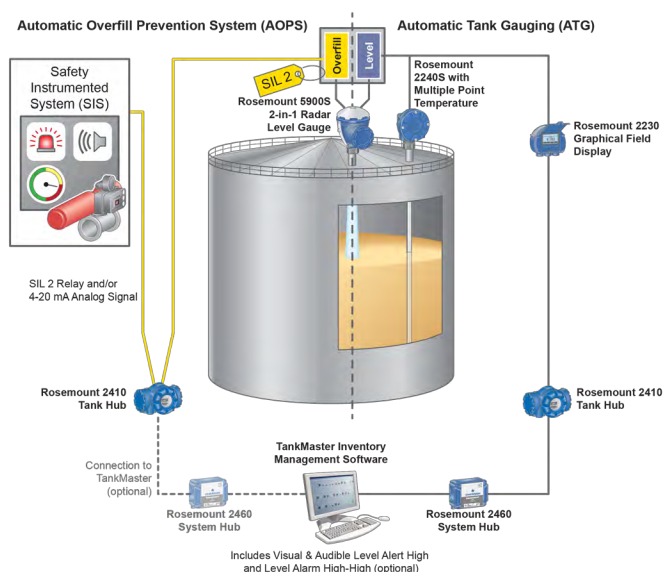 Automatic Overfill Prevention System (AOPS)
Automatic Tank Gauging (ATG)
Safety
Instrumented
System (SIS)
Overfill
Level
SIL 2
Rosemount 5900S
2-in-1 Radar
Level Gauge
Rosemount
2240S with
Multiple Point
Temperature
Rosemount 2230
Graphical Field
Display
SIL 2 Relay and/or
4-20 mA Analog Signal
Rosemount 2410
Tank Hub
Rosemount 2410
Tank Hub
Connection to
TankMaster
(optional)
TankMaster Inventory
Management Software
Rosemount 2460
System Hub
Rosemount 2460
System Hub
Includes Visual & Audible Level Alert High
and Level Alarm High-High (optional)